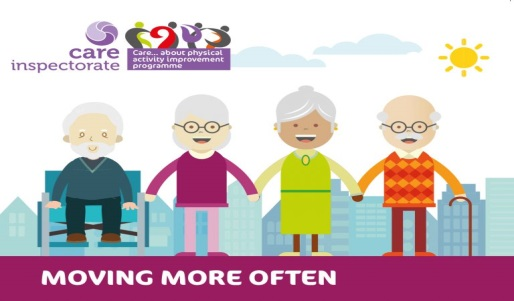 care
inspectorate
Care... about physical
activity improvement
programme
MOVING MORE OFTEN